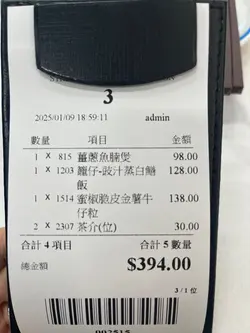 3
2025/01/09 18:59:11 admin
數量 項目 金額
1 X 815 薑蔥魚腩煲 98.00
1 X 1203 籠仔-豉汁蒸白鱔 128.00
飯
1 X 1514 蜜椒脆皮金薯牛 138.00
仔粒
2 X 2307 茶介(位) 30.00
合計 4 項目 合計 5 數量
總金額 $394.00
3 / 1 位
002515